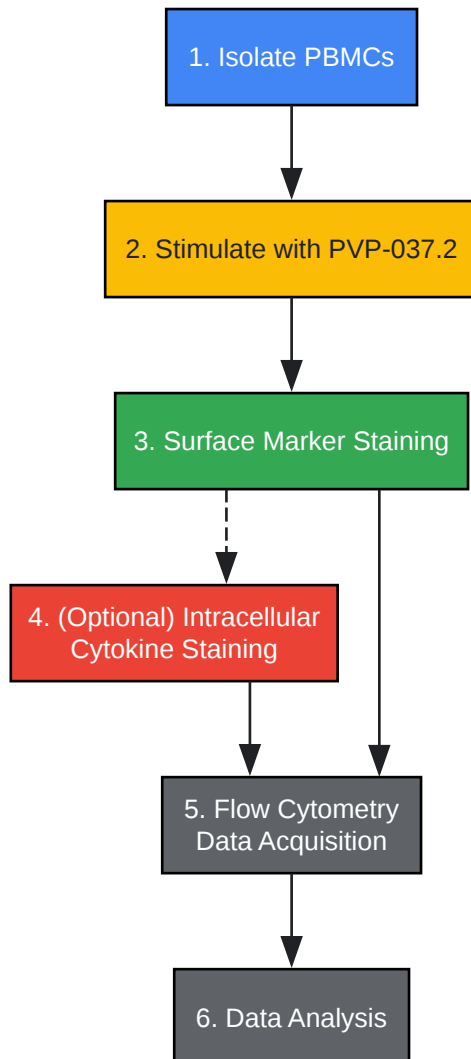 1. Isolate PBMCs
2. Stimulate with PVP-037.2
3. Surface Marker Staining
4. (Optional) Intracellular
Cytokine Staining
5. Flow Cytometry
Data Acquisition
6. Data Analysis